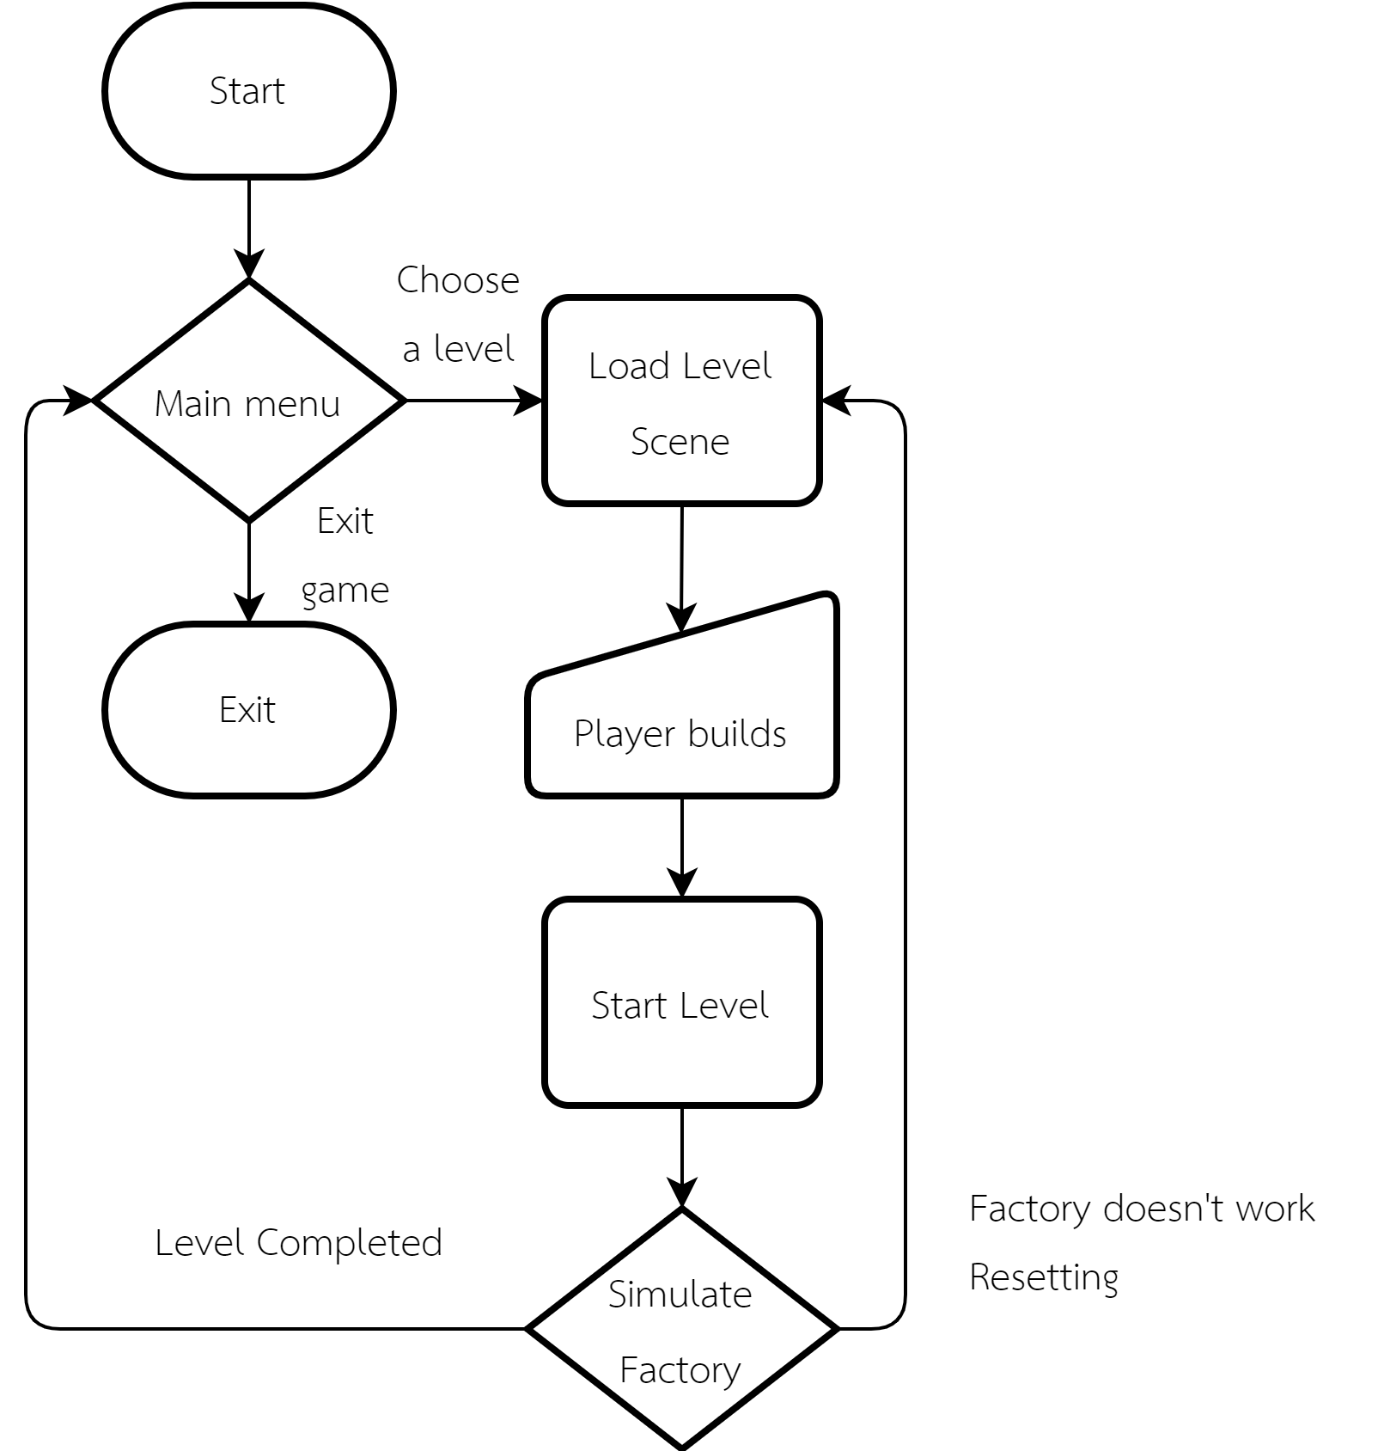 Start
Choose
a level
Main menu
Load Level
Scene
Exit
game
Exit
Player builds
Start Level
Level Completed
Simulate
Factory
Factory doesn't work
Resetting